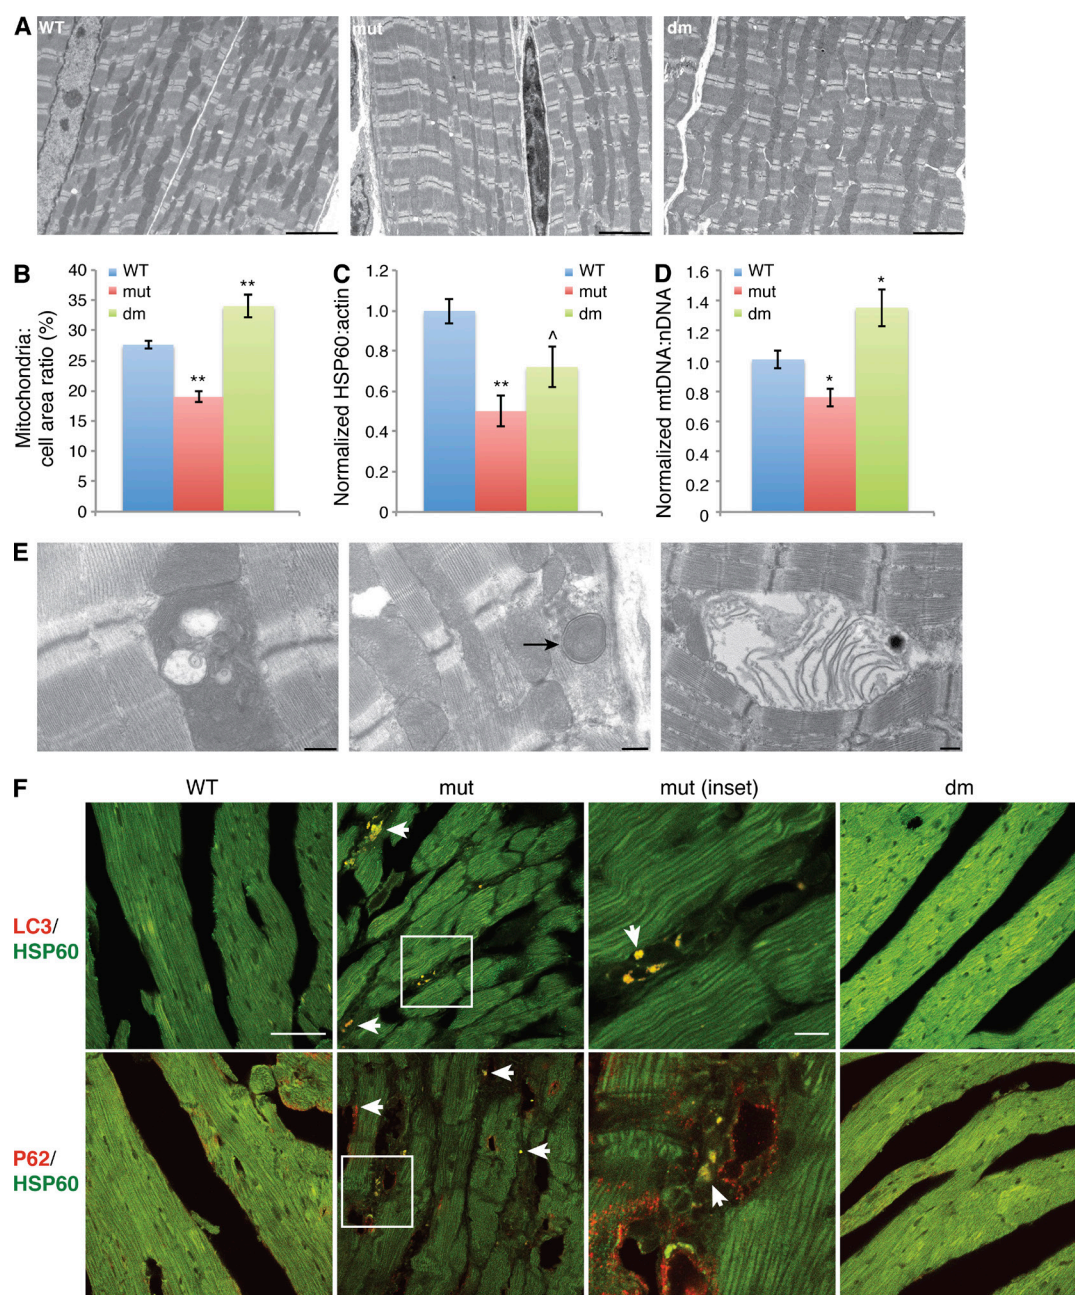 A
WT
mut
dm
B
Mitochondria:
cell area ratio (%)
40
35
30
25
20
15
10
5
0
WT
mut
dm
**
**
C
Normalized HSP60:actin
1.2
1.0
0.8
0.6
0.4
0.2
0
WT
mut
dm
**
^
D
Normalized mtDNA:nDNA
1.6
1.4
1.2
1.0
0.8
0.6
0.4
0.2
0
WT
mut
dm
*
*
E
F
WT
mut
mut (inset)
dm
LC3/
HSP60
P62/
HSP60